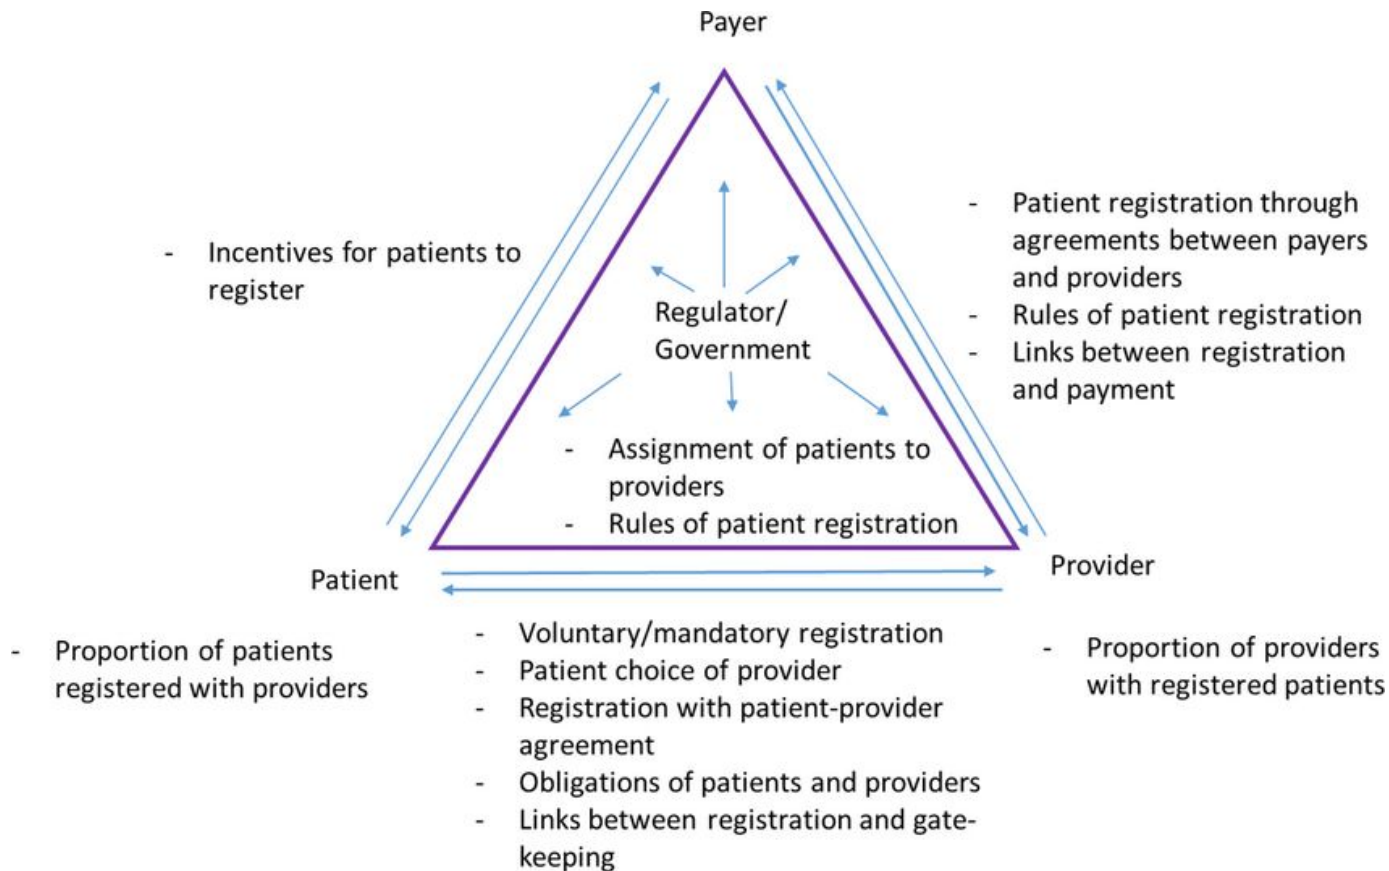 Payer
- Incentives for patients to
register
- Patient registration through
agreements between payers
and providers
- Rules of patient registration
- Links between registration
and payment
Regulator/
Government
- Assignment of patients to
providers
- Rules of patient registration
Patient
Provider
- Proportion of patients
registered with providers
- Voluntary/mandatory registration
- Patient choice of provider
- Registration with patient-provider
agreement
- Obligations of patients and providers
- Links between registration and gate-
keeping
- Proportion of providers
with registered patients